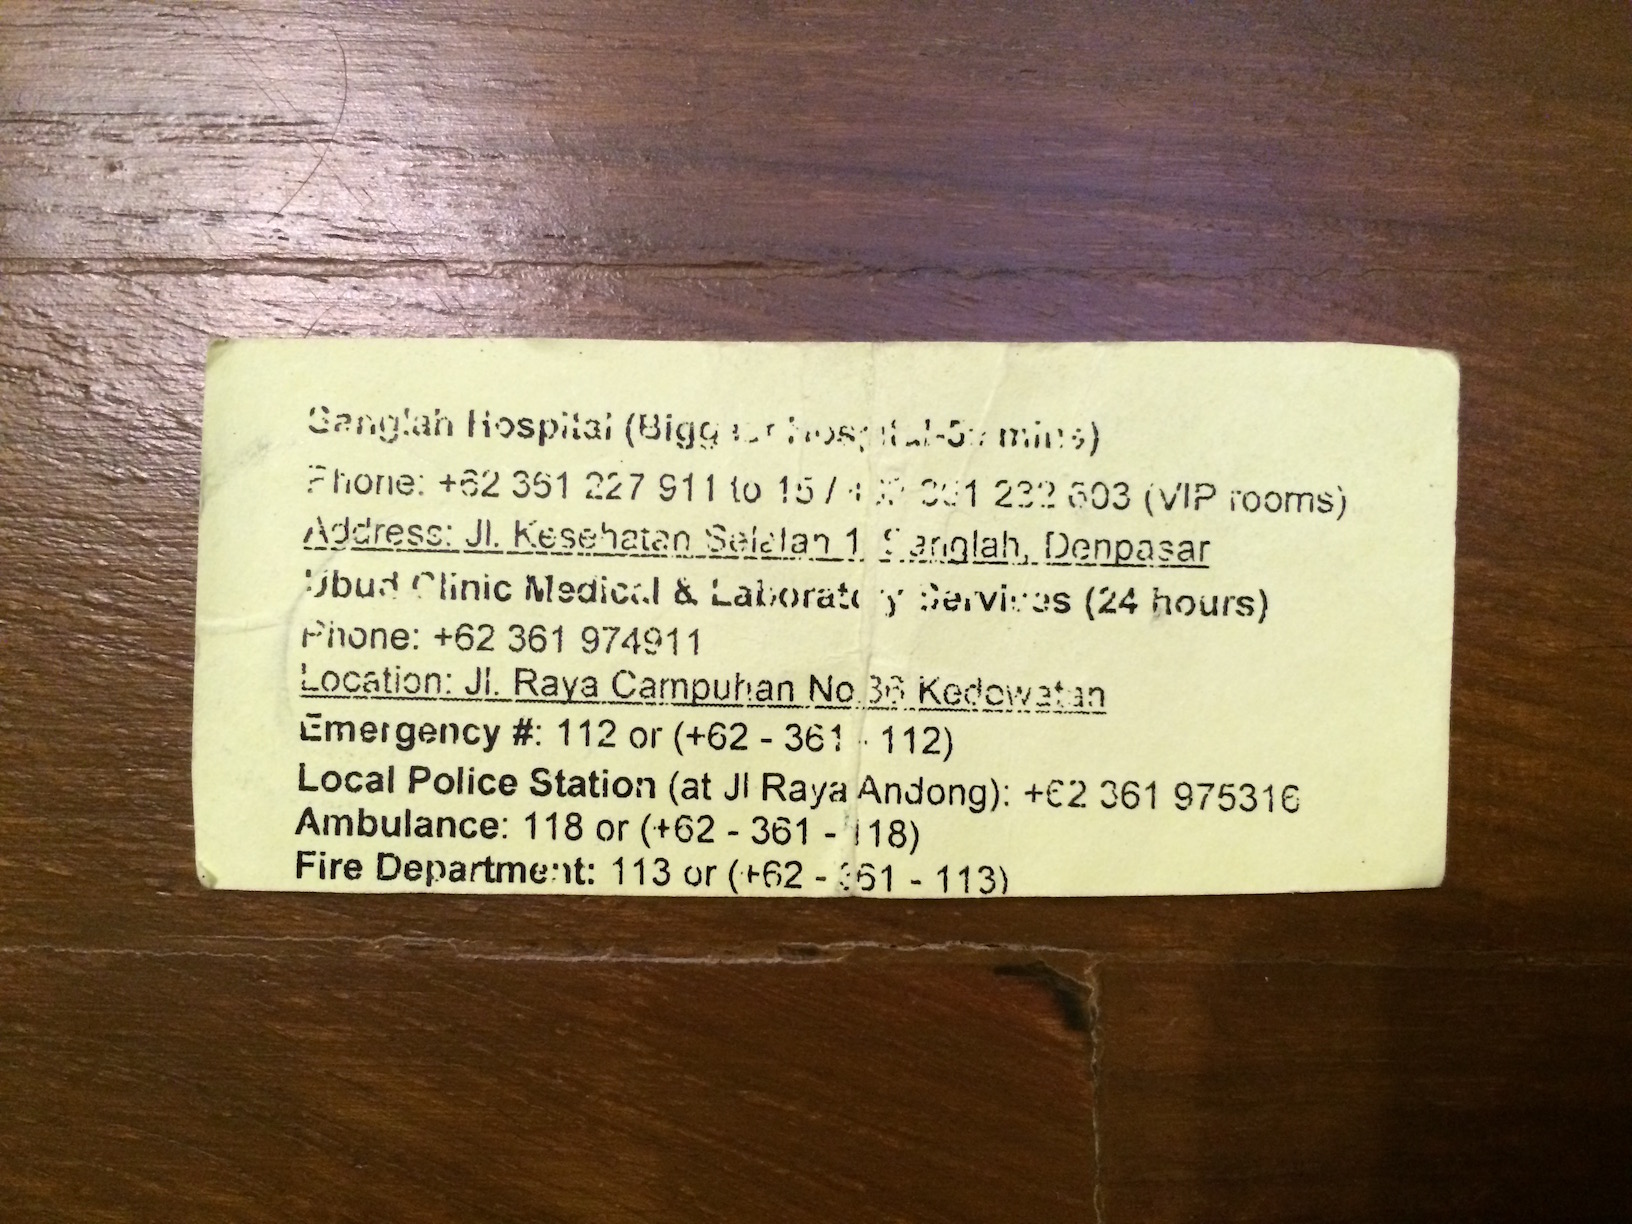 Sanglah Hospital (Bigger hospital- mins)
Phone: +62 361 227 911 to 15 / +62 361 232 603 (VIP rooms)
Address: Jl. Kesehatan Selatan 1, Sanglah, Denpasar
Ubud Clinic Medical & Laboratory Services (24 hours)
Phone: +62 361 974911
Location: Jl. Raya Campuhan No.36 Kedewatan
Emergency #: 112 or (+62 - 361 - 112)
Local Police Station (at Jl Raya Andong): +62 361 975316
Ambulance: 118 or (+62 - 361 - 118)
Fire Department: 113 or (+62 - 361 - 113)